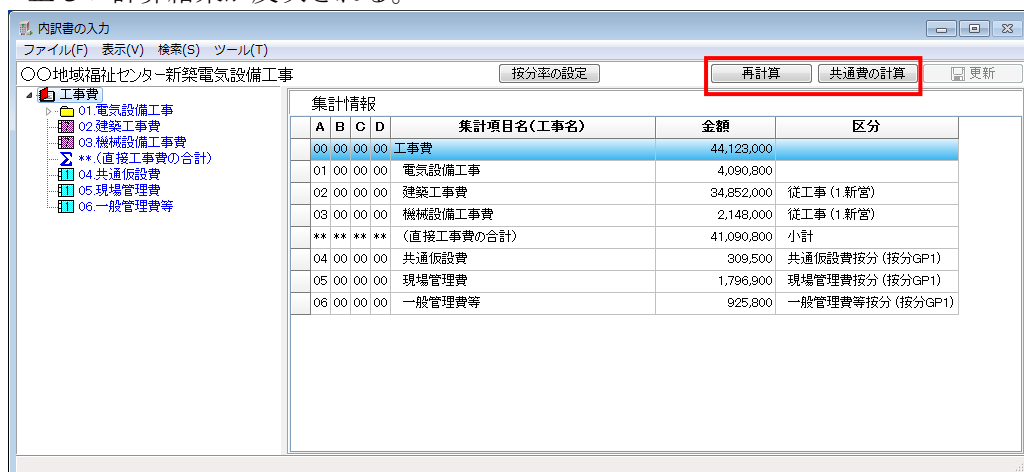 内訳書の入力
ファイル(F) 表示(V) 検索(S) ツール(T)
〇〇地域福祉センター新築電気設備工事 按分率の設定 再計算 共通費の計算 更新
工事費
01.電気設備工事
02.建築工事費
03.機械設備工事費
**.(直接工事費の合計)
04.共通仮設費
05.現場管理費
06.一般管理費等
集計情報
A B C D 集計項目名(工事名) 金額 区分
00 00 00 00 工事費 44,123,000
01 00 00 00 電気設備工事 4,090,800
02 00 00 00 建築工事費 34,852,000 従工事(1.新営)
03 00 00 00 機械設備工事費 2,148,000 従工事(1.新営)
** ** ** ** (直接工事費の合計) 41,090,800 小計
04 00 00 00 共通仮設費 309,500 共通仮設費按分(按分GP1)
05 00 00 00 現場管理費 1,796,900 現場管理費按分(按分GP1)
06 00 00 00 一般管理費等 925,800 一般管理費等按分(按分GP1)